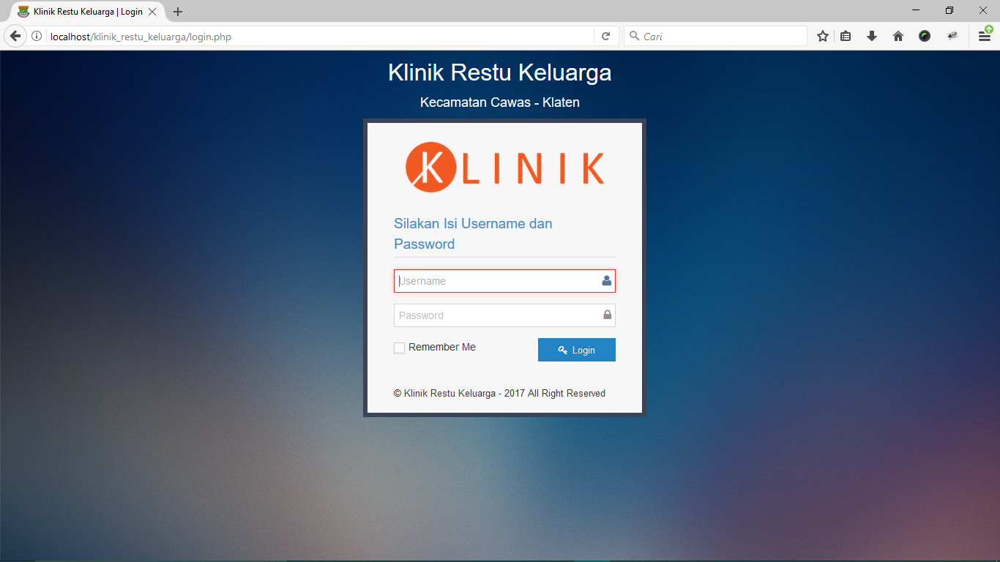 Klinik Restu Keluarga | Login
localhost/klinik_restu_keluarga/login.php
Cari
Klinik Restu Keluarga
Kecamatan Cawas - Klaten
KLINIK
Silakan Isi Username dan
Password
Username
Password
Remember Me
Login
© Klinik Restu Keluarga - 2017 All Right Reserved